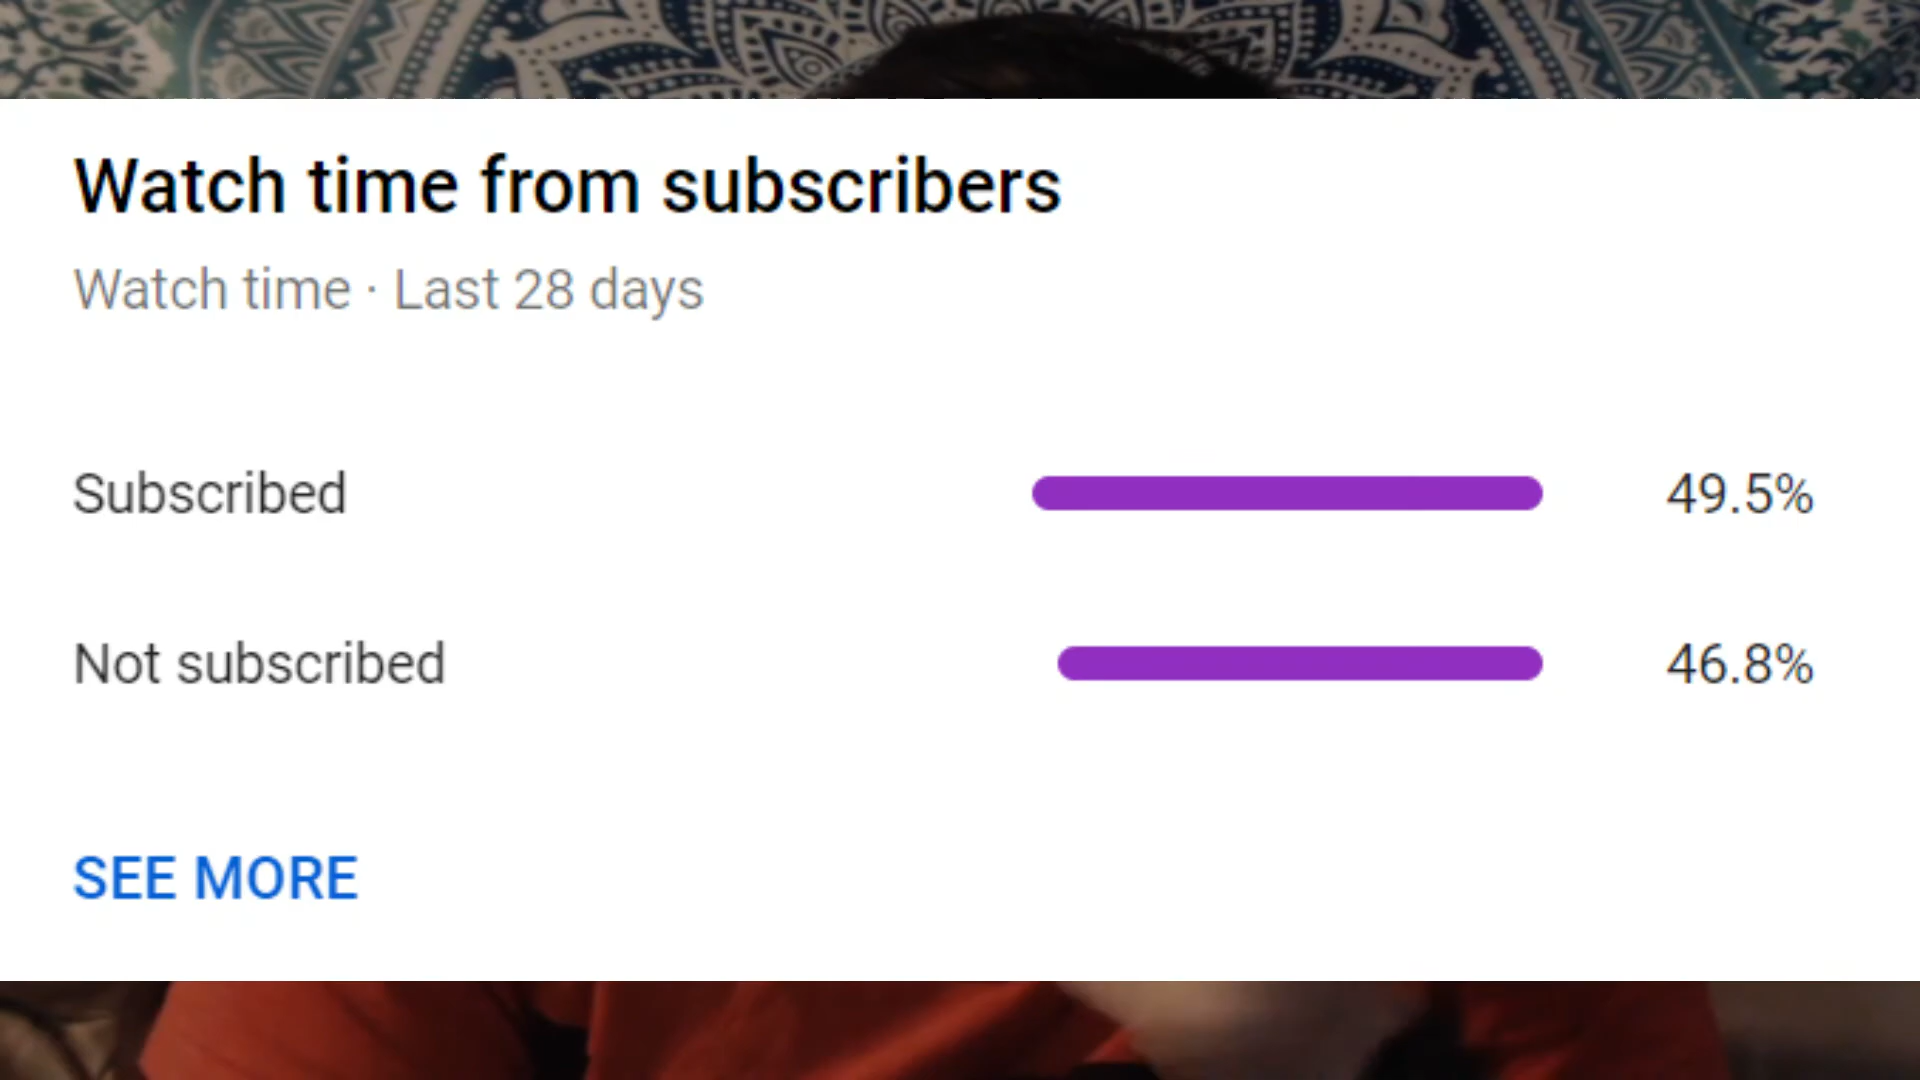 Watch time from subscribers
Watch time · Last 28 days
Subscribed 49.5%
Not subscribed 46.8%
SEE MORE